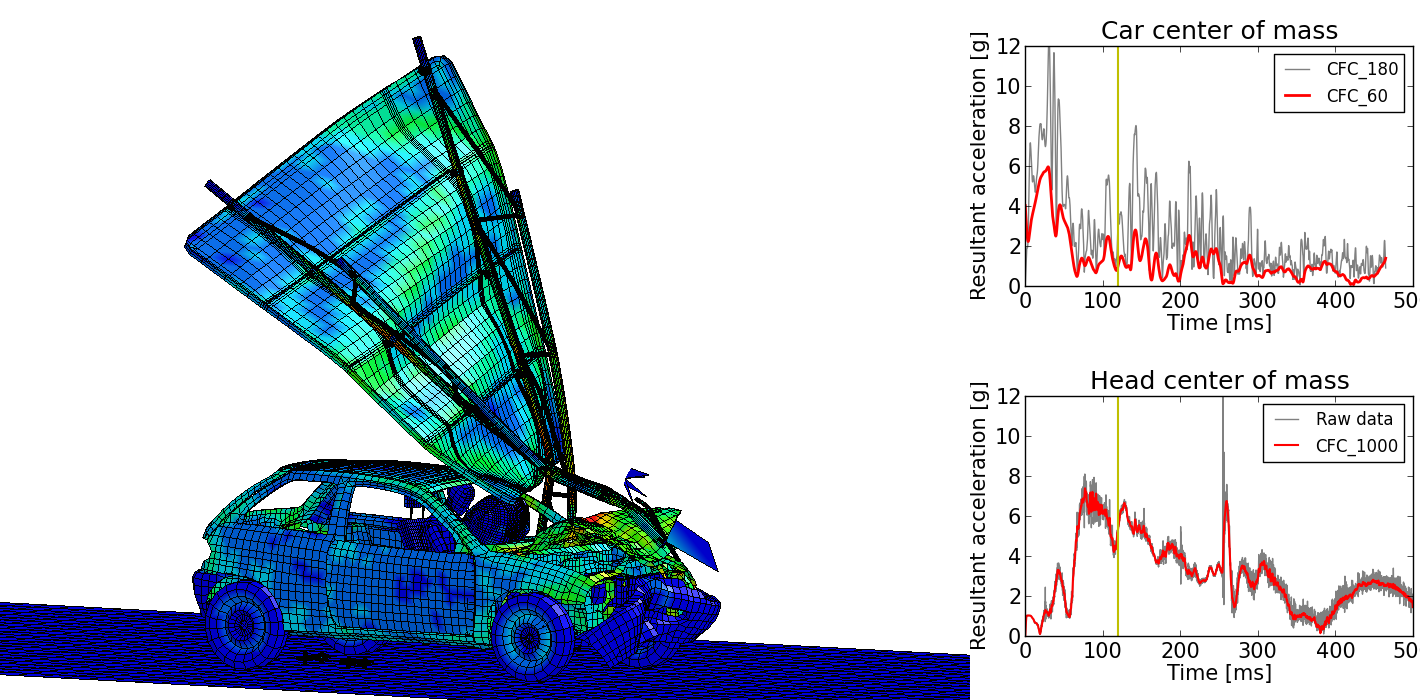 Car center of mass
Resultant acceleration [g]
12
10
8
6
4
2
0
CFC_180
CFC_60
0 100 200 300 400 50
Time [ms]
Head center of mass
Resultant acceleration [g]
12
10
8
6
4
2
0
Raw data
CFC_1000
0 100 200 300 400 50
Time [ms]